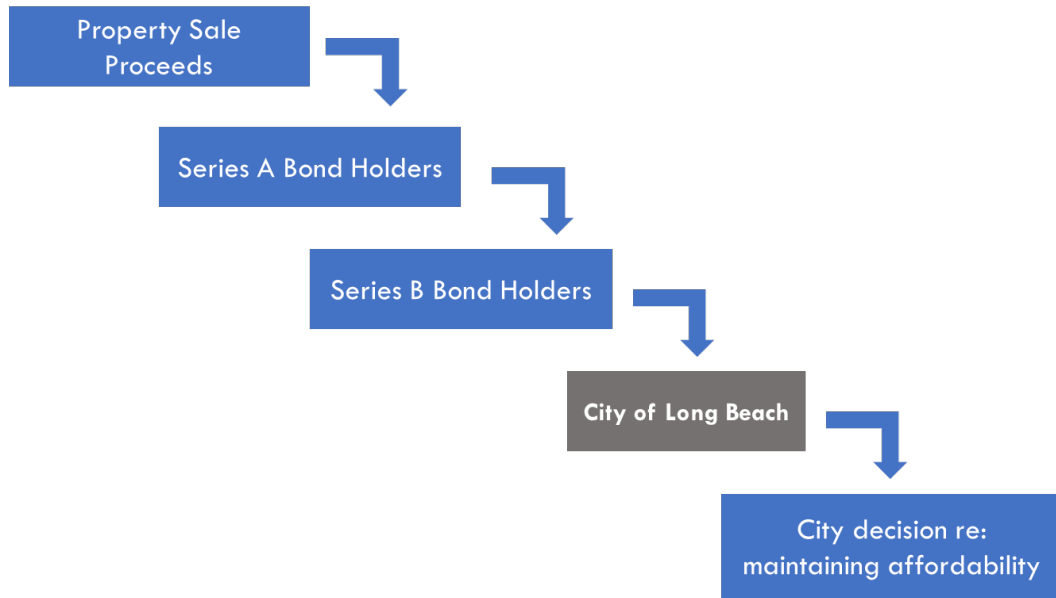 Property Sale
Proceeds
Series A Bond Holders
Series B Bond Holders
City of Long Beach
City decision re:
maintaining affordability